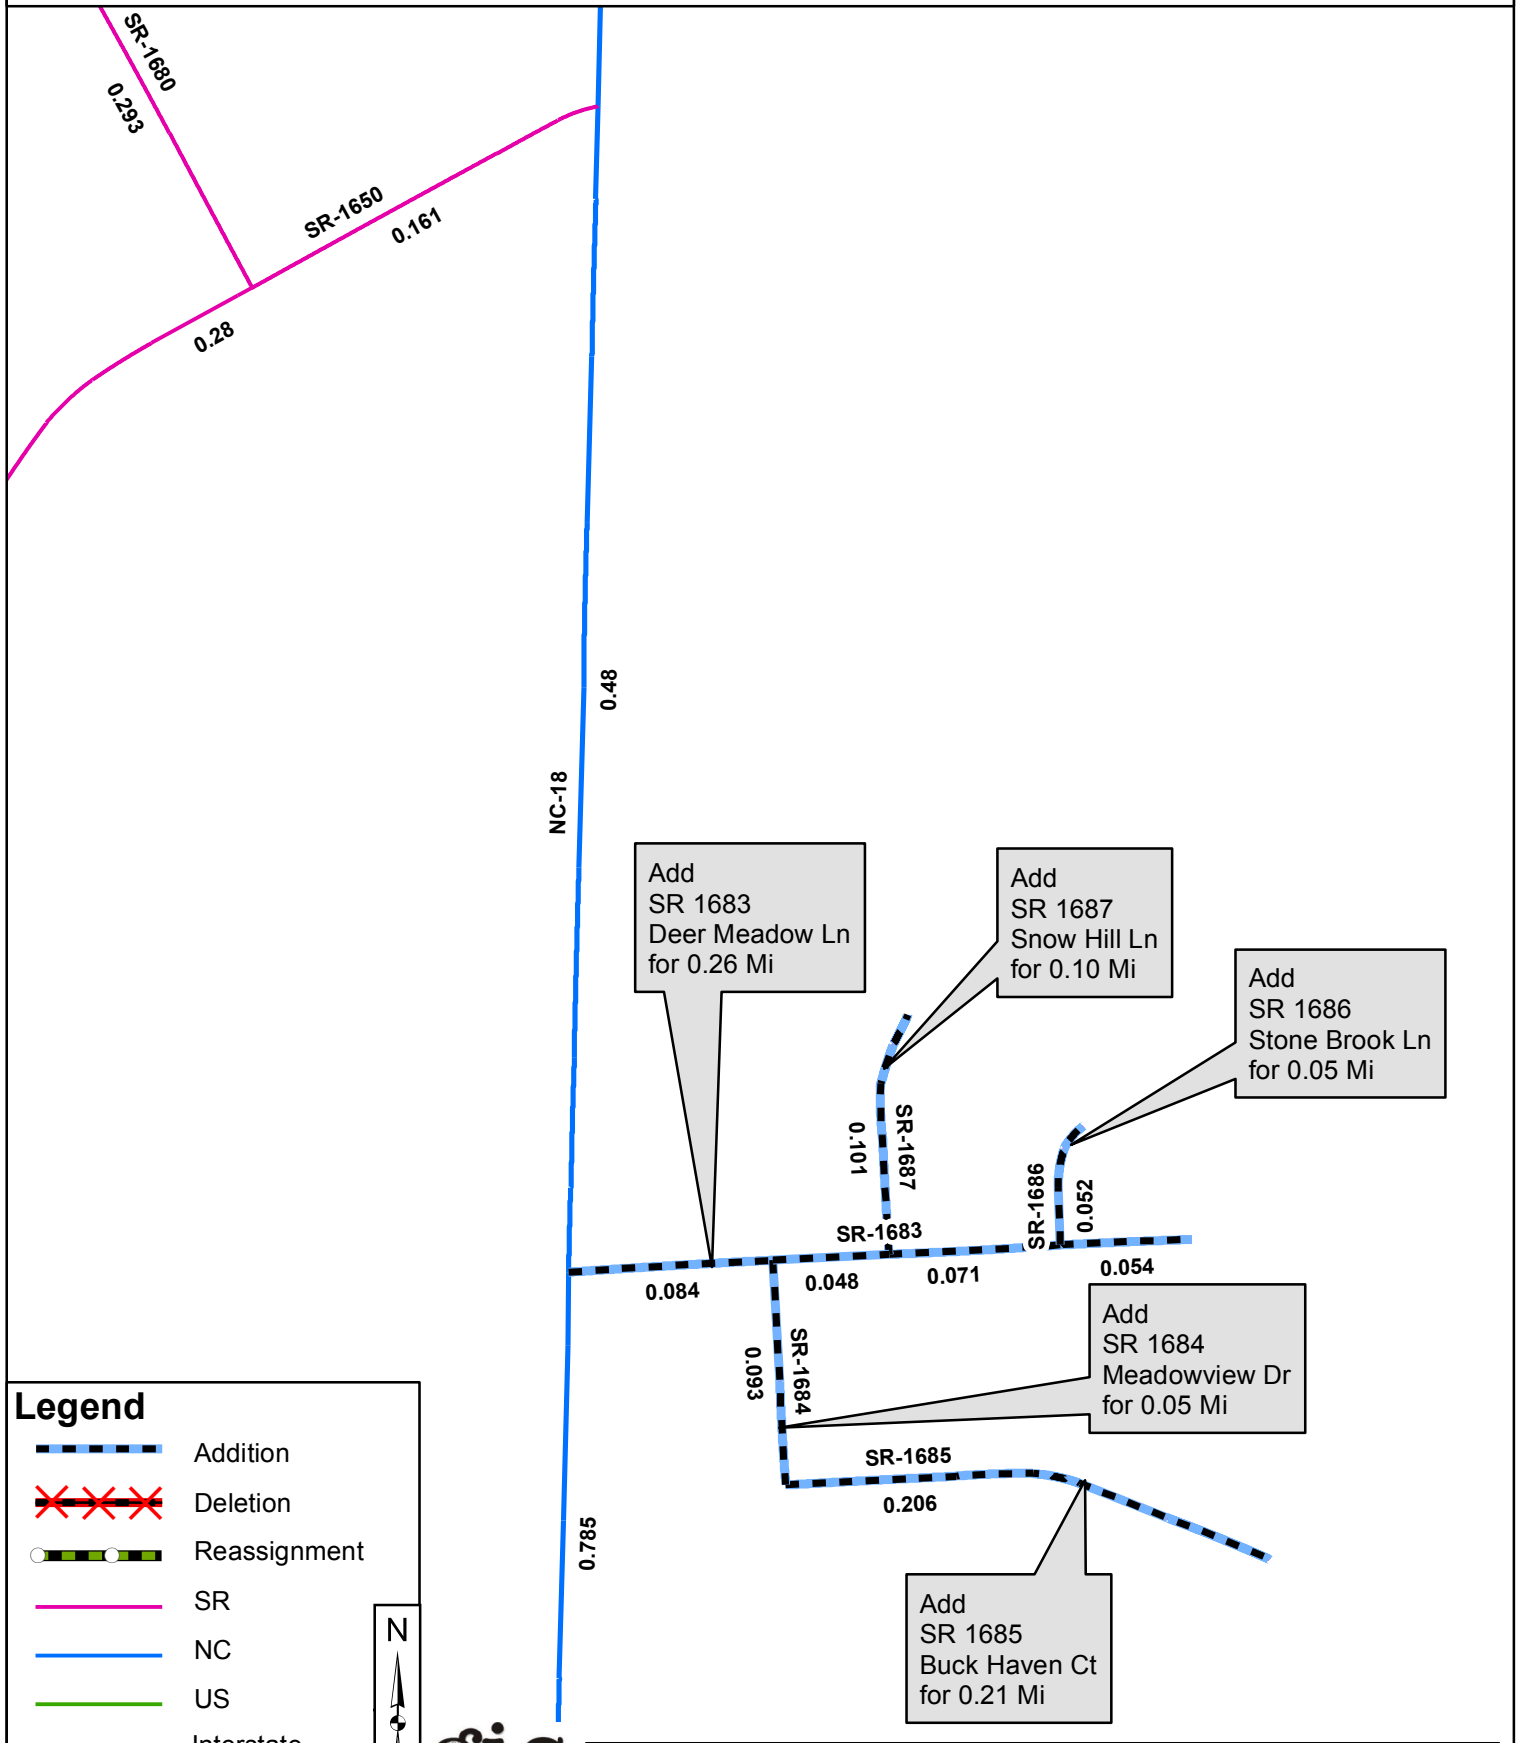 SR-1680
0.293
SR-1650
0.161
0.28
0.48
NC-18
Add
SR 1683
Deer Meadow Ln
for 0.26 Mi
Add
SR 1687
Snow Hill Ln
for 0.10 Mi
Add
SR 1686
Stone Brook Ln
for 0.05 Mi
SR-1687
0.101
SR-1686
0.052
SR-1683
0.084
0.048
0.071
0.054
Add
SR 1684
Meadowview Dr
for 0.05 Mi
SR-1684
0.093
SR-1685
0.206
0.785
Add
SR 1685
Buck Haven Ct
for 0.21 Mi
Legend
Addition
Deletion
Reassignment
SR
NC
US
Interstate
N